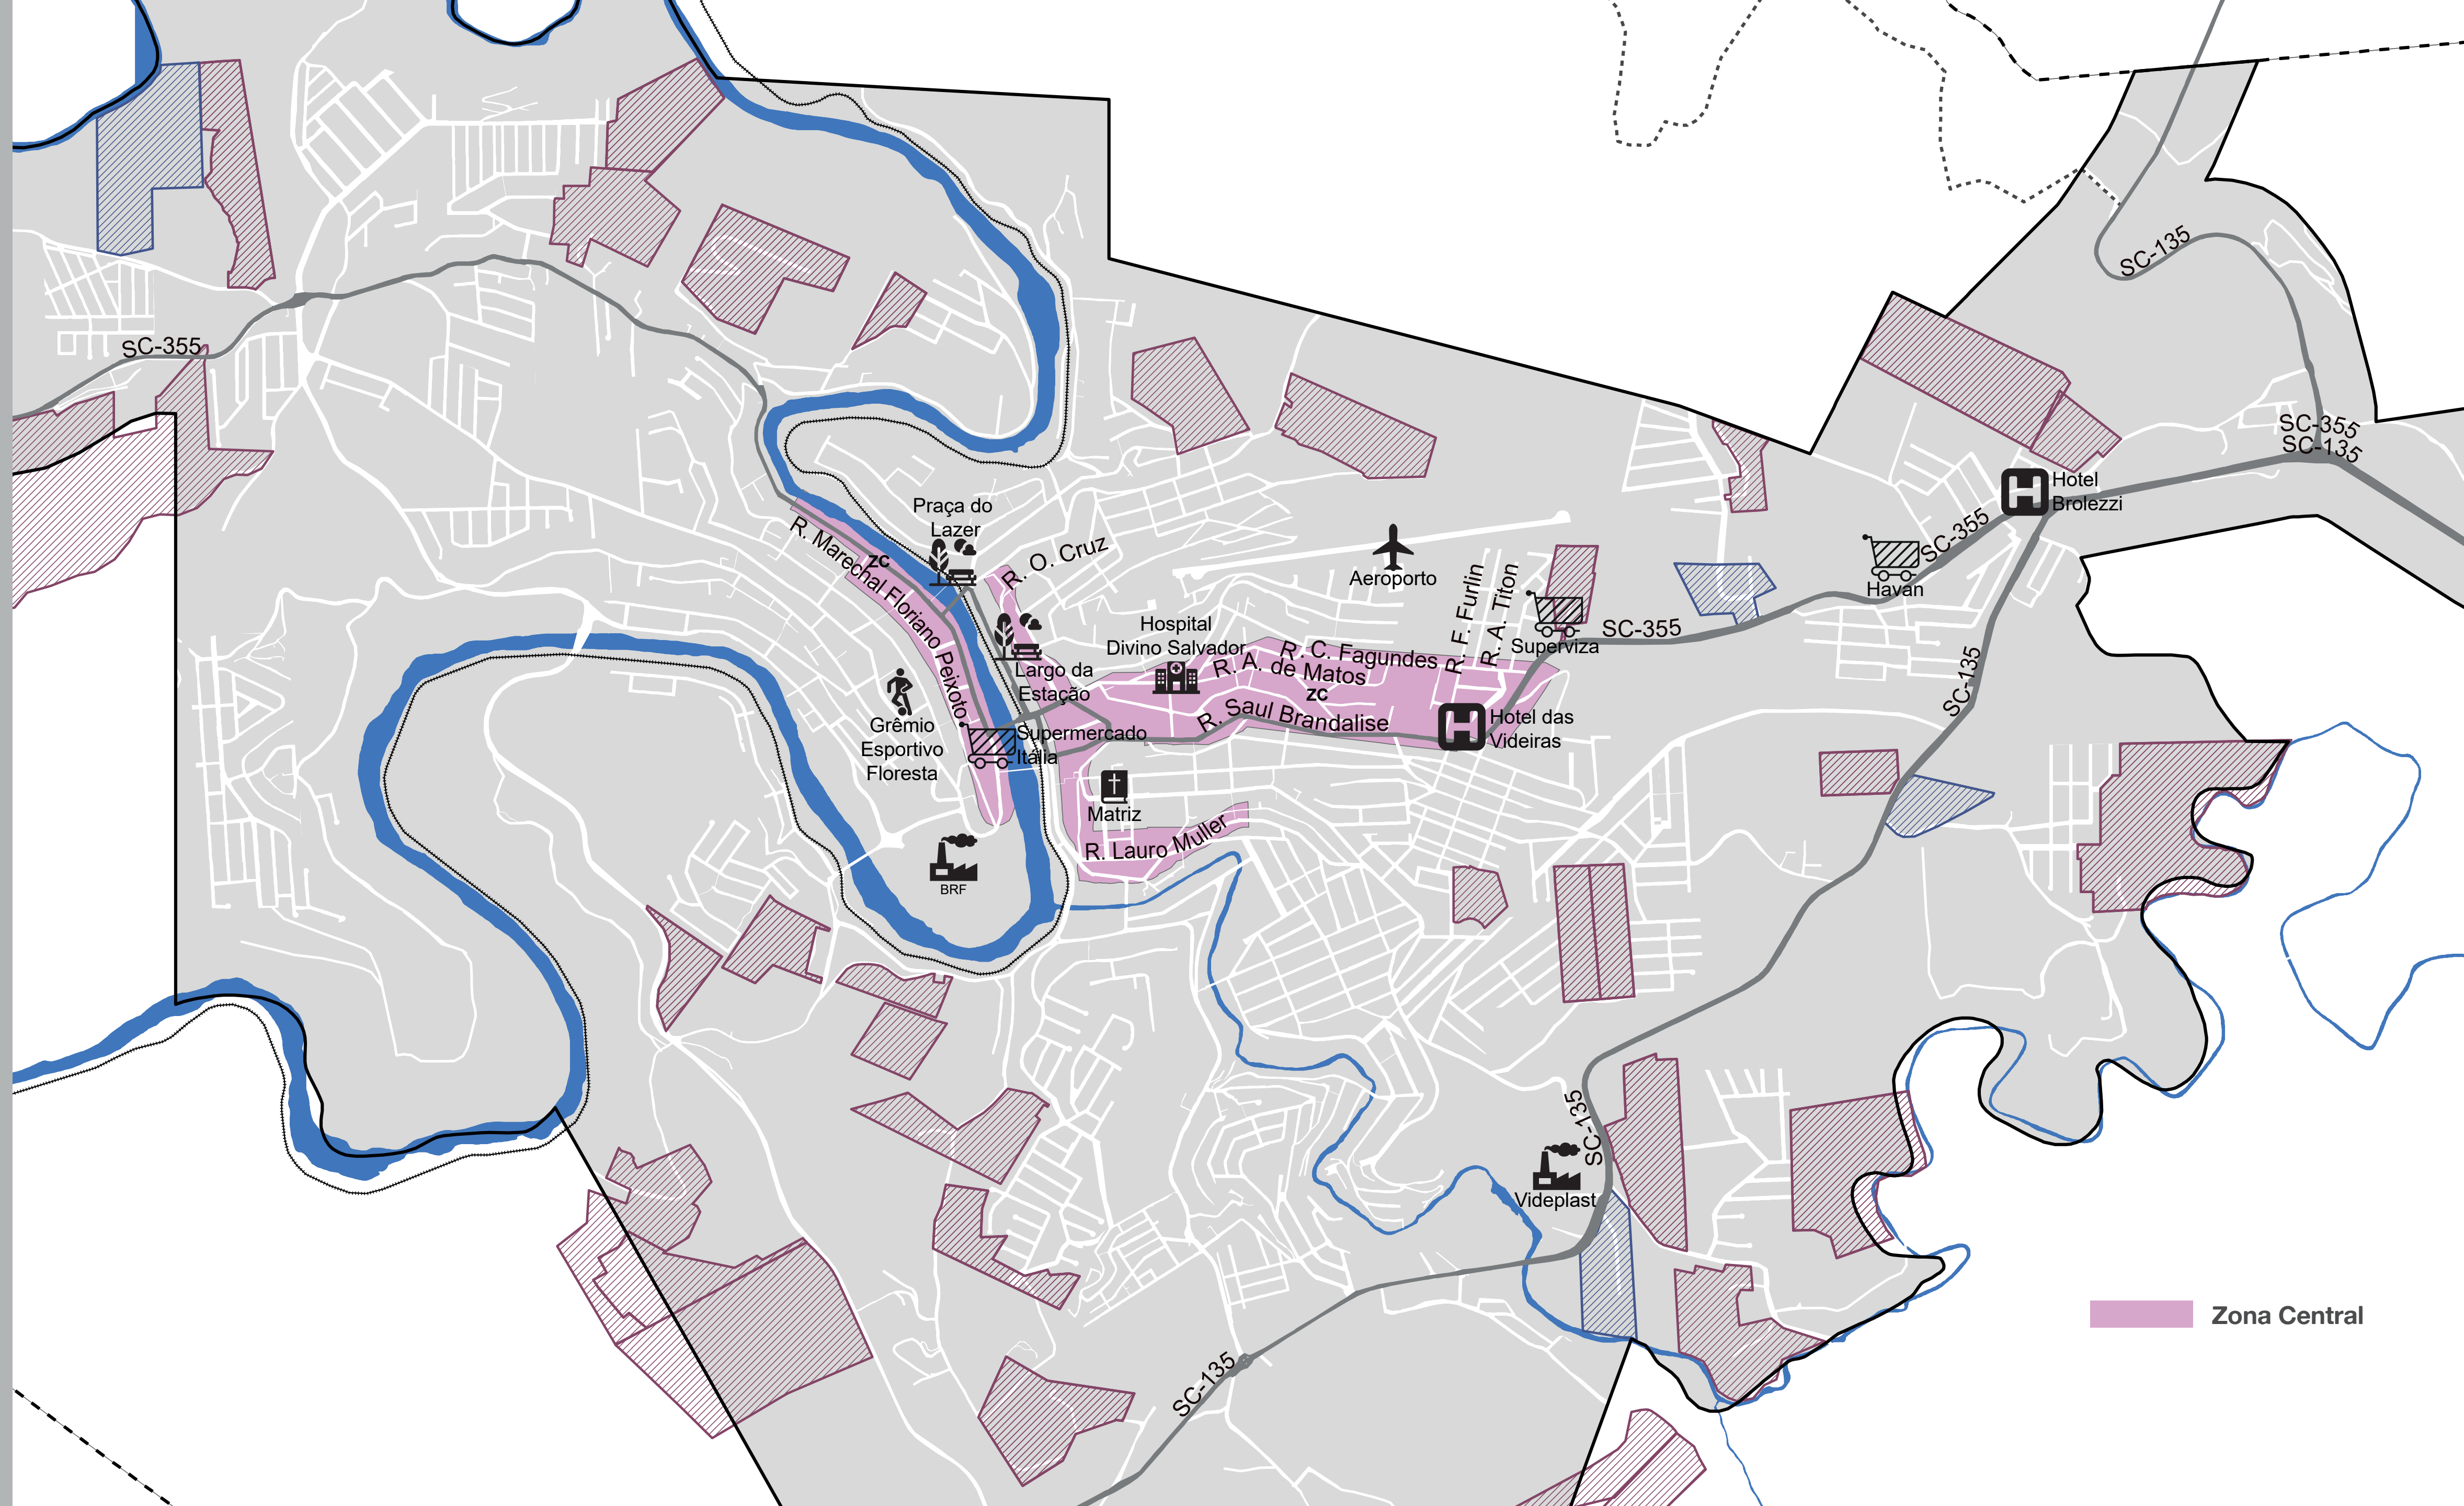 SC-135
SC-355
SC-355
SC-135
Hotel
Brolezzi
Praça do
Lazer
R. Marechal Floriano Peixoto
ZC
R. O. Cruz
Aeroporto
SC-355
Havan
R. F. Furlin
R. A. Titon
Superviza
SC-355
Hospital
Divino Salvador
R. C. Fagundes
R. A. de Matos
ZC
R. Saul Brandalise
Largo da
Estação
SC-135
Grêmio
Esportivo
Floresta
Supermercado
Itália
Hotel das
Videiras
Matriz
R. Lauro Muller
BRF
SC-135
Videplast
Zona Central
SC-135